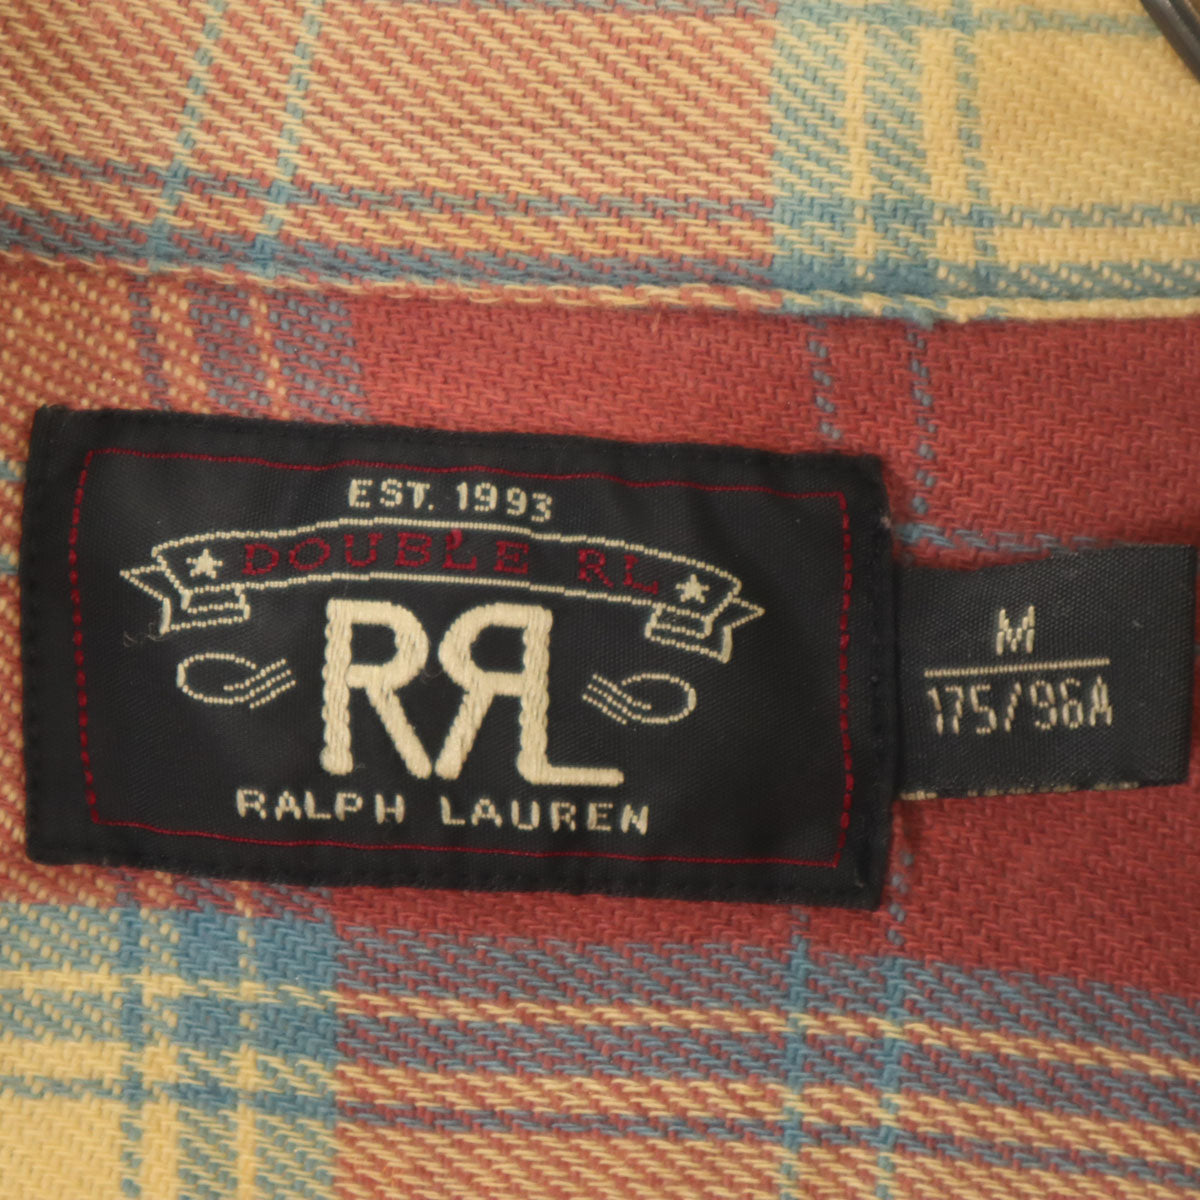 EST. 1993
DOUBLE RL
RRL
RALPH LAUREN
M
175/96A